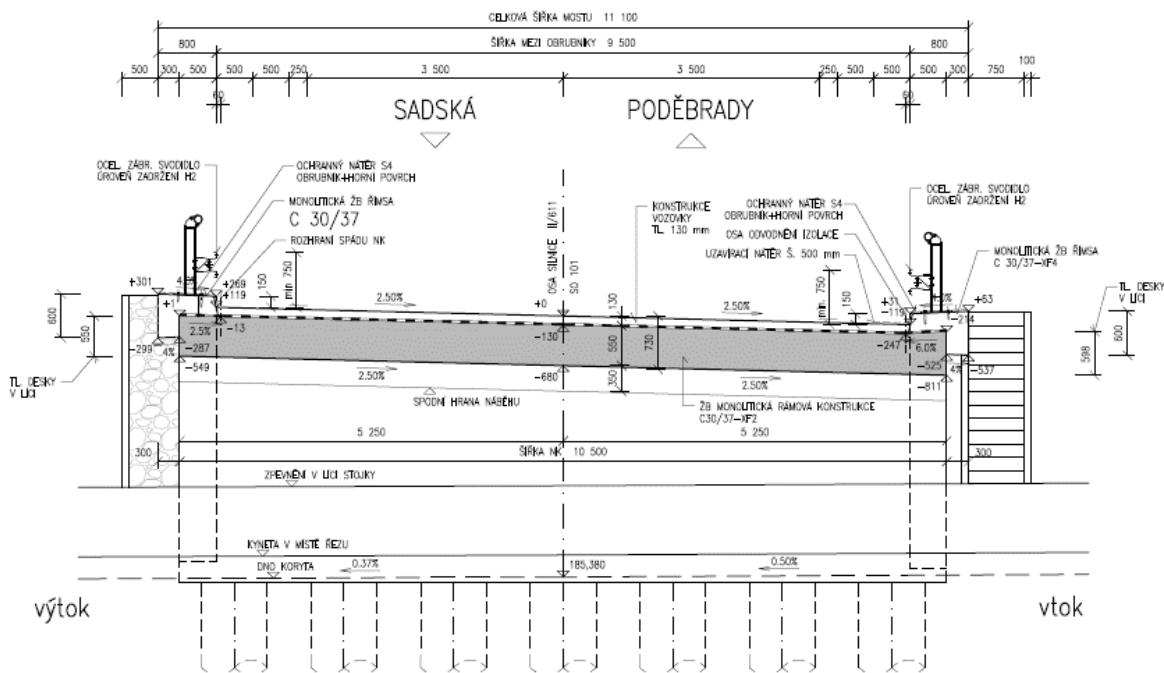 CELKOVÁ ŠÍŘKA MOSTU 11 100
800 ŠÍŘKA MEZI OBRUBNÍKY 9 500 800
500 300 500 500 500 250 3 500 3 500 250 500 500 500 300 750 100
60 60
SADSKÁ PODĚBRADY
OCEL. ZÁBR. SVODIDLO
ÚROVEŇ ZADRŽENÍ H2
OCHRANNÝ NÁTĚR S4
OBRUBNÍK+HORNÍ POVRCH
MONOLITICKÁ ŽB ŘÍMSA
C 30/37
ROZHRANÍ SPÁDU NK
OSA SILNICE II/611
SO 101
KONSTRUKCE
VOZOVKY
TL. 130 mm
OCHRANNÝ NÁTĚR S4
OBRUBNÍK+HORNÍ POVRCH
OSA ODVODNĚNÍ IZOLACE
UZAVÍRACÍ NÁTĚR Š. 500 mm
OCEL. ZÁBR. SVODIDLO
ÚROVEŇ ZADRŽENÍ H2
MONOLITICKÁ ŽB ŘÍMSA
C 30/37-XF4
TL. DESKY
V LÍCI
+301 +269
+119
150 min 750
2.50% +0 130 2.50%
min. 750 150
+31
-119
+63
-214
600 550
2.5% -13 -130 550 730 -247 6.0%
600 598
-299 4% -287
-549
2.50% -680 350 2.50%
-525
-811
4% -537
TL. DESKY
V LÍCI
SPODNÍ HRANA NÁBĚHU
ŽB MONOLITICKÁ RÁMOVÁ KONSTRUKCE
C30/37-XF2
5 250 5 250
300 ŠÍŘKA NK 10 500 300
ZPEVNĚNÍ V LÍCI STOJKY
KYNETA V MÍSTĚ ŘEZU
DNO KORYTA 0.37% 185,380 0.50%
výtok vtok